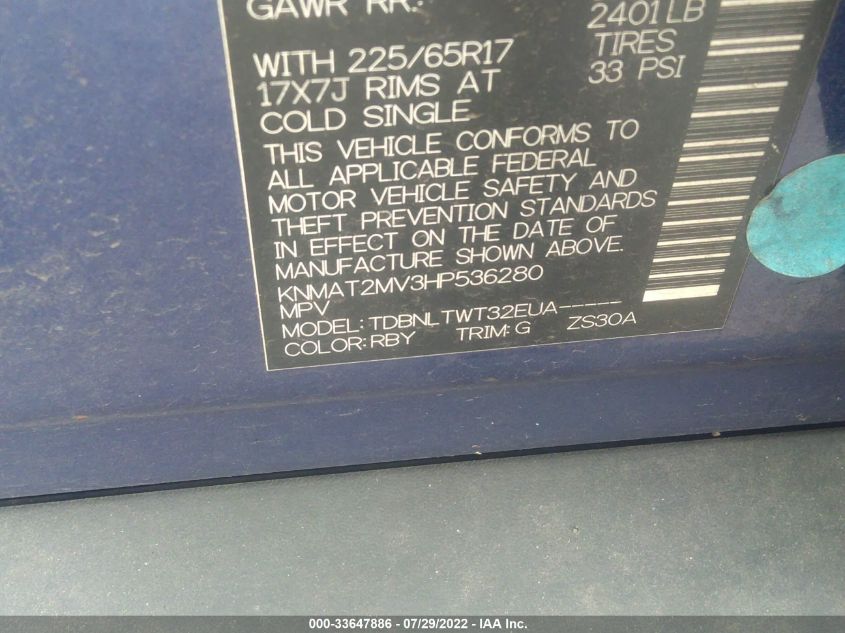 GAWR RR:
2401LB
WITH 225/65R17 TIRES
17X7J RIMS AT 33 PSI
COLD SINGLE
THIS VEHICLE CONFORMS TO
ALL APPLICABLE FEDERAL
MOTOR VEHICLE SAFETY AND
THEFT PREVENTION STANDARDS
IN EFFECT ON THE DATE OF
MANUFACTURE SHOWN ABOVE.
KNMAT2MV3HP536280
MPV
MODEL: TDBNLTWT32EUA-----
COLOR: RBY TRIM: G ZS30A
000-33647886 - 07/29/2022 - IAA Inc.